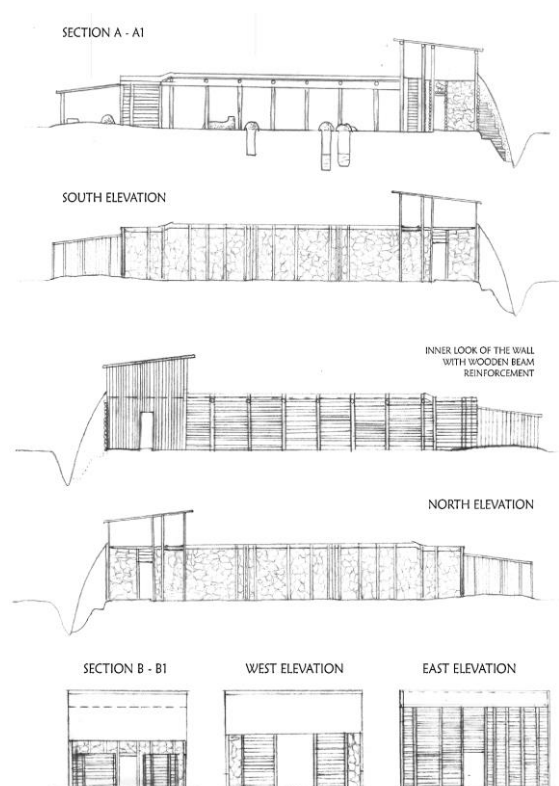 SECTION A - A1
SOUTH ELEVATION
INNER LOOK OF THE WALL
WITH WOODEN BEAM
REINFORCEMENT
NORTH ELEVATION
SECTION B - B1
WEST ELEVATION
EAST ELEVATION